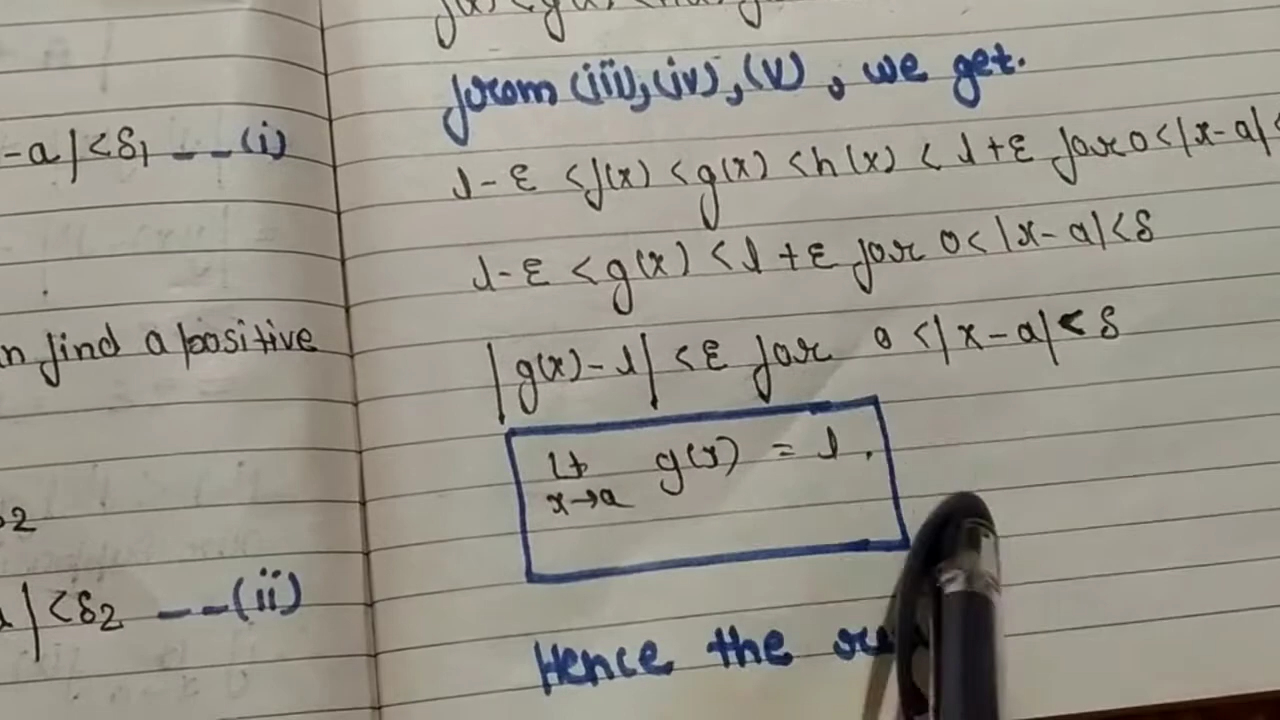 -a|<δ₁ --(i)
n find a positive
2
|<δ₂ --(ii)
from (iii), (iv), (v), we get.
l-ε <f(x) <g(x) <h(x) < l+ε for 0<|x-a|<
l-ε <g(x) < l+ε for 0<|x-a|<δ
|g(x)-l| <ε for 0<|x-a|<δ
Lt g(x) = l.
x→a
Hence the